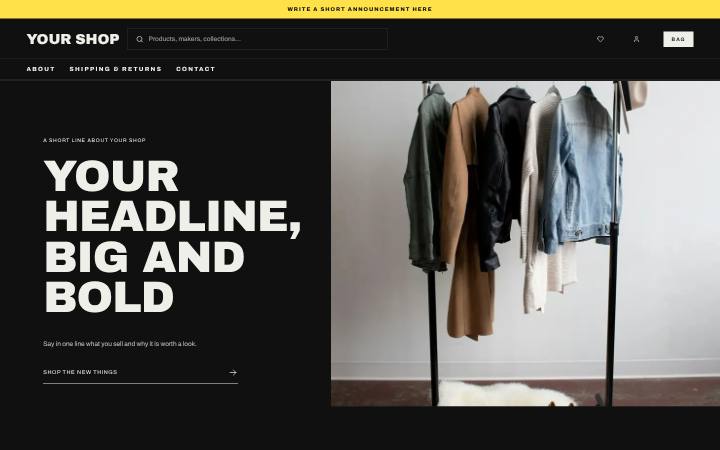 WRITE A SHORT ANNOUNCEMENT HERE
YOUR SHOP
Products, makers, collections...
BAG
ABOUT
SHIPPING & RETURNS
CONTACT
A SHORT LINE ABOUT YOUR SHOP
YOUR
HEADLINE,
BIG AND
BOLD
Say in one line what you sell and why it is worth a look.
SHOP THE NEW THINGS